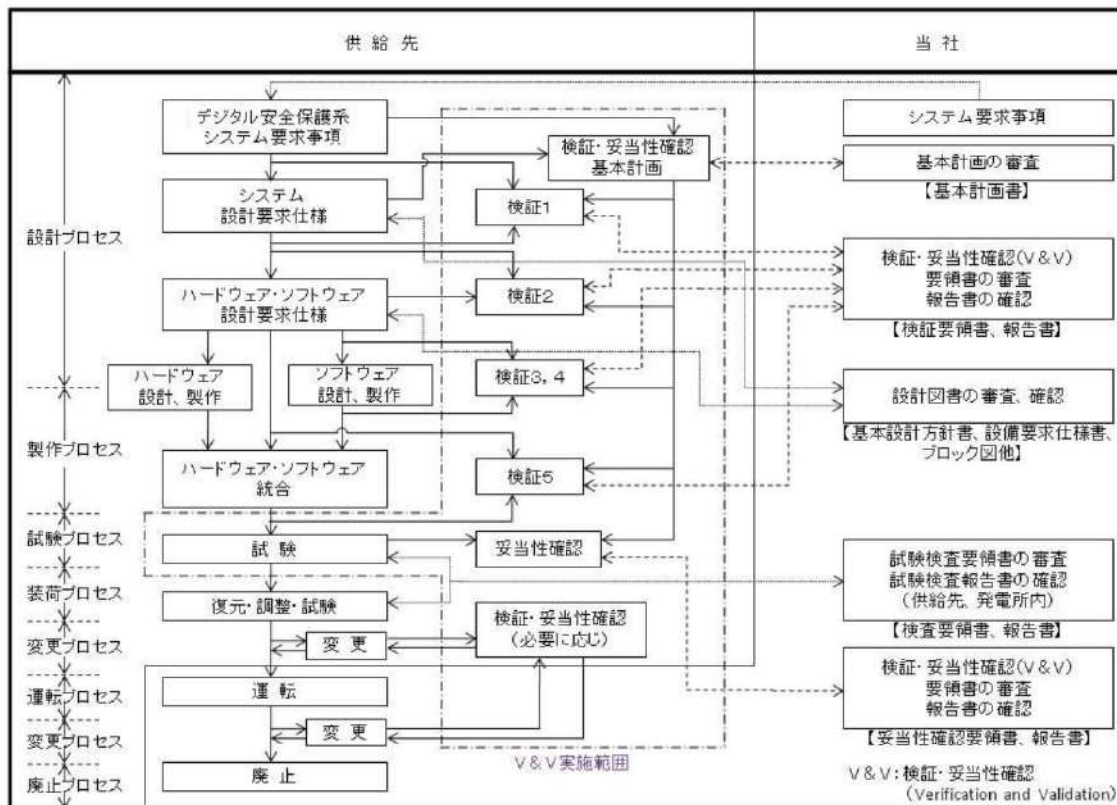 供給先
当社
設計プロセス
製作プロセス
試験プロセス
装荷プロセス
変更プロセス
運転プロセス
変更プロセス
廃止プロセス
デジタル安全保護系
システム要求事項
システム
設計要求仕様
ハードウェア・ソフトウェア
設計要求仕様
ハードウェア
設計、製作
ソフトウェア
設計、製作
ハードウェア・ソフトウェア
統合
試験
復元・調整・試験
変更
運転
変更
廃止
検証・妥当性確認
基本計画
検証1
検証2
検証3,4
検証5
妥当性確認
検証・妥当性確認
(必要に応じ)
V&V実施範囲
システム要求事項
基本計画の審査
【基本計画書】
検証・妥当性確認(V&V)
要領書の審査
報告書の確認
【検証要領書、報告書】
設計図書の審査、確認
【基本設計方針書、設備要求仕様書、
ブロック図他】
試験検査要領書の審査
試験検査報告書の確認
(供給先、発電所内)
【検査要領書、報告書】
検証・妥当性確認(V&V)
要領書の審査
報告書の確認
【妥当性確認要領書、報告書】
V&V:検証・妥当性確認
(Verification and Validation)